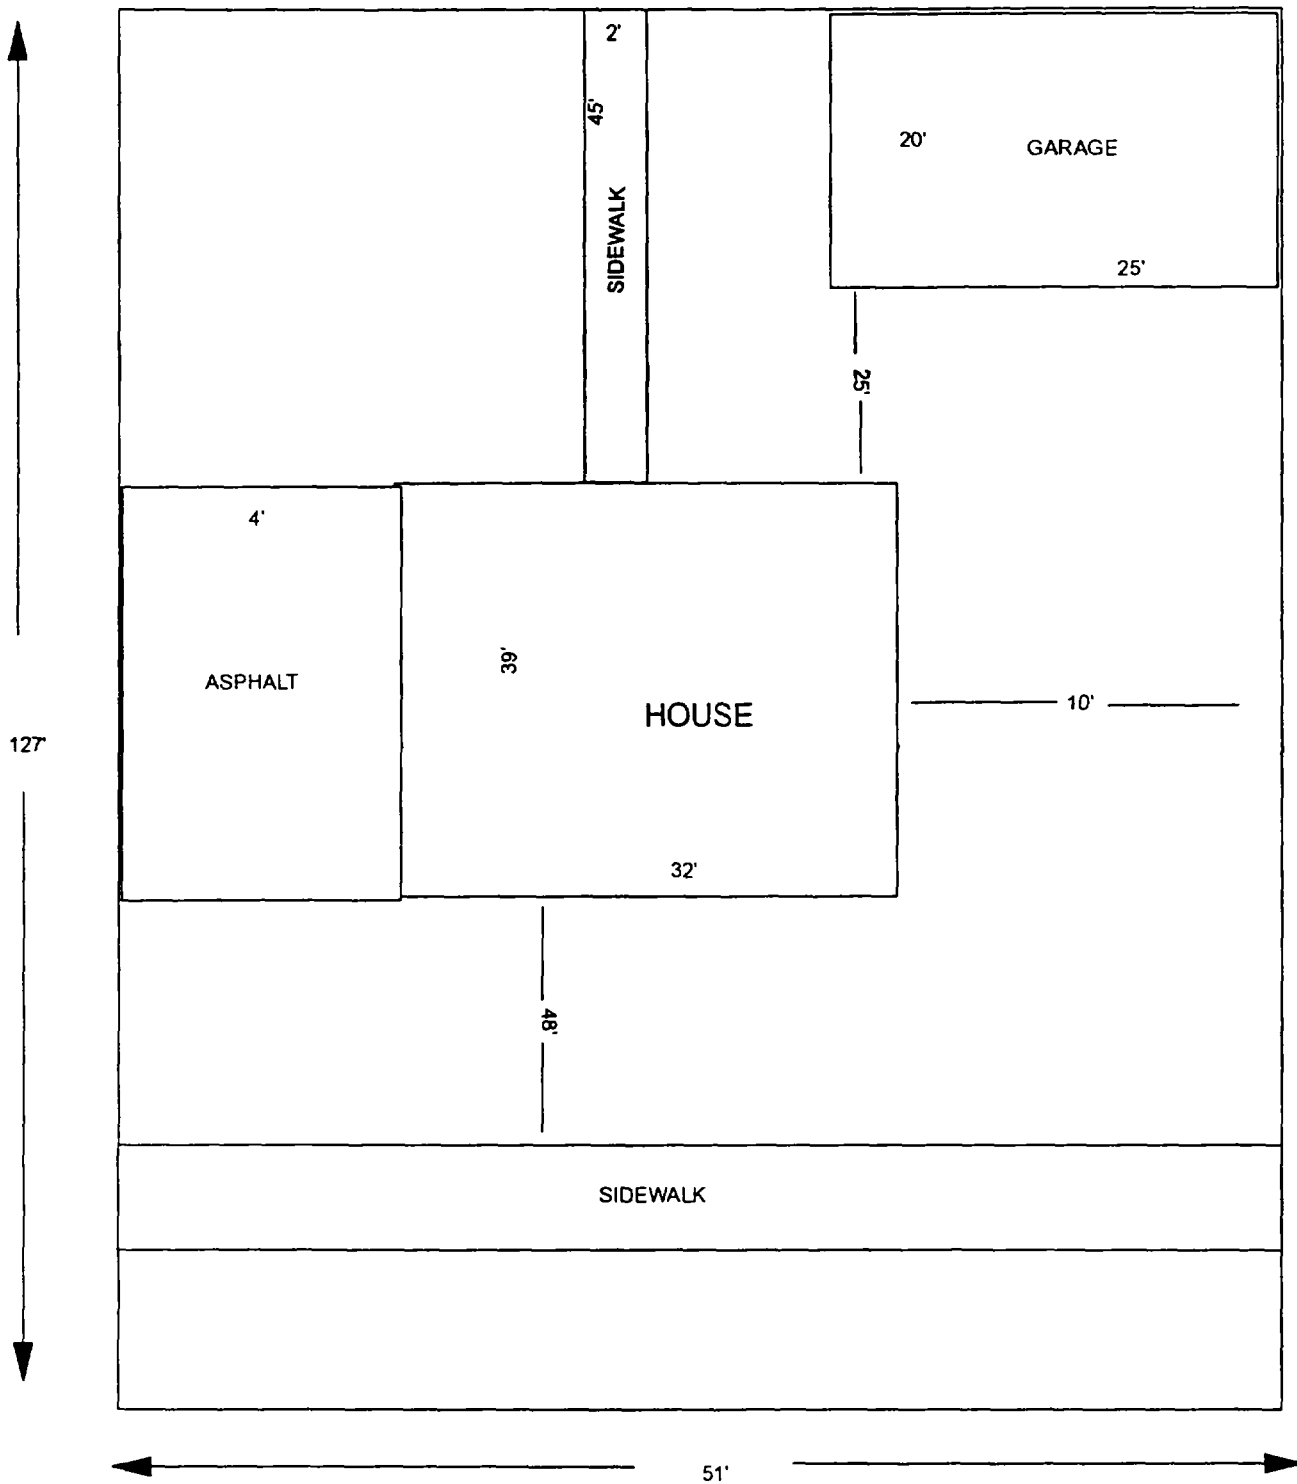 2'
45'
SIDEWALK
20'
GARAGE
25'
25'
4'
39'
ASPHALT
HOUSE
10'
127'
32'
48'
SIDEWALK
51'